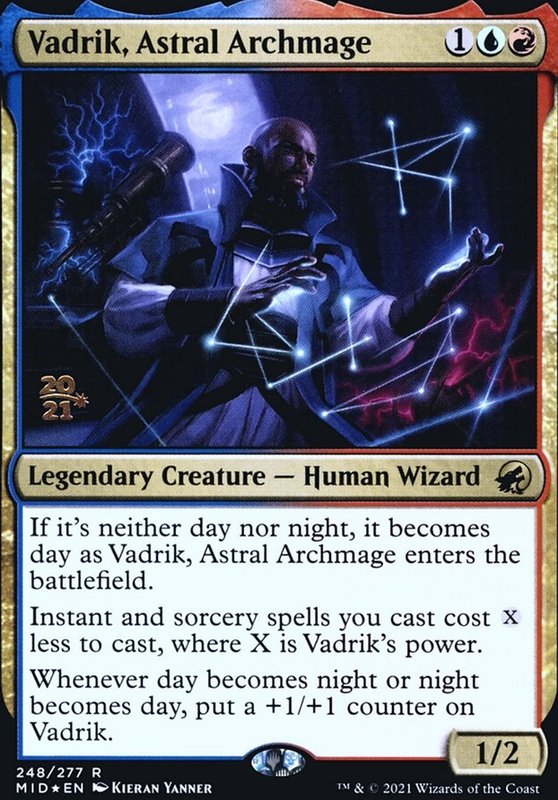 Vadrik, Astral Archmage 1
20
21
Legendary Creature — Human Wizard
If it's neither day nor night, it becomes
day as Vadrik, Astral Archmage enters the
battlefield.
Instant and sorcery spells you cast cost X
less to cast, where X is Vadrik's power.
Whenever day becomes night or night
becomes day, put a +1/+1 counter on
Vadrik.
1/2
248/277 R
MID★EN Kieran Yanner
™ & © 2021 Wizards of the Coast